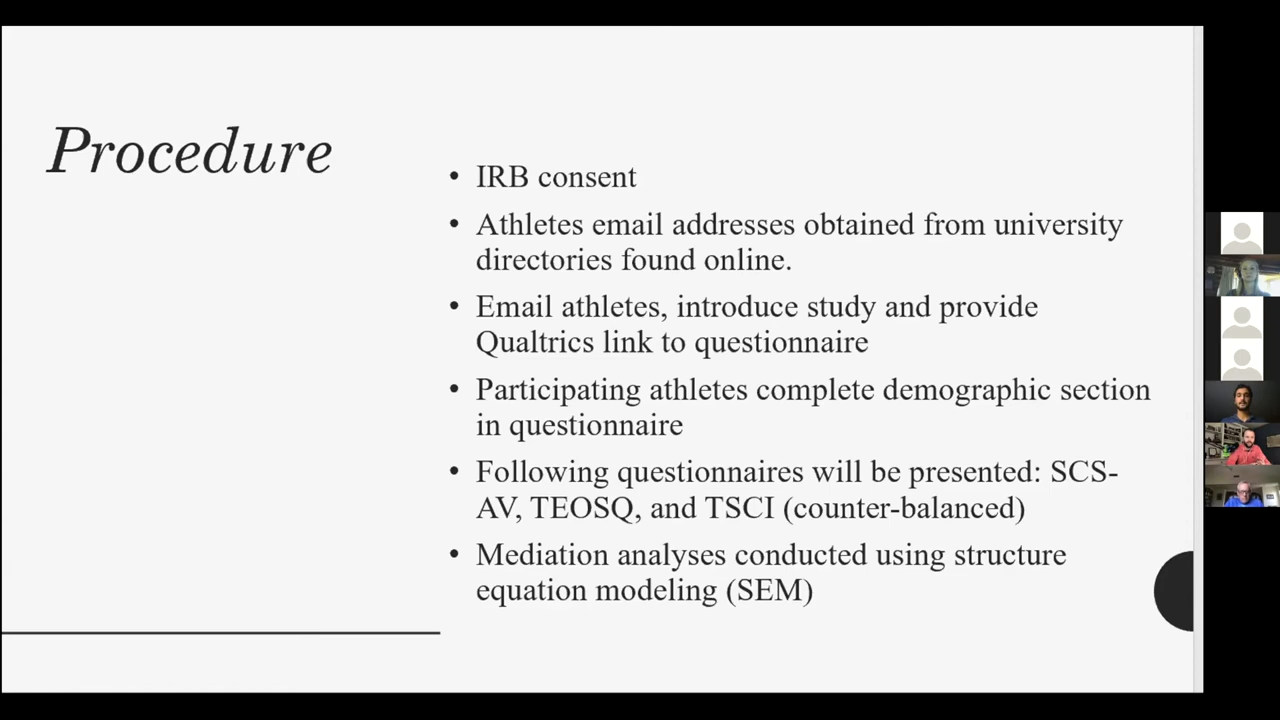 Procedure
• IRB consent
• Athletes email addresses obtained from university
directories found online.
• Email athletes, introduce study and provide
Qualtrics link to questionnaire
• Participating athletes complete demographic section
in questionnaire
• Following questionnaires will be presented: SCS-
AV, TEOSQ, and TSCI (counter-balanced)
• Mediation analyses conducted using structure
equation modeling (SEM)